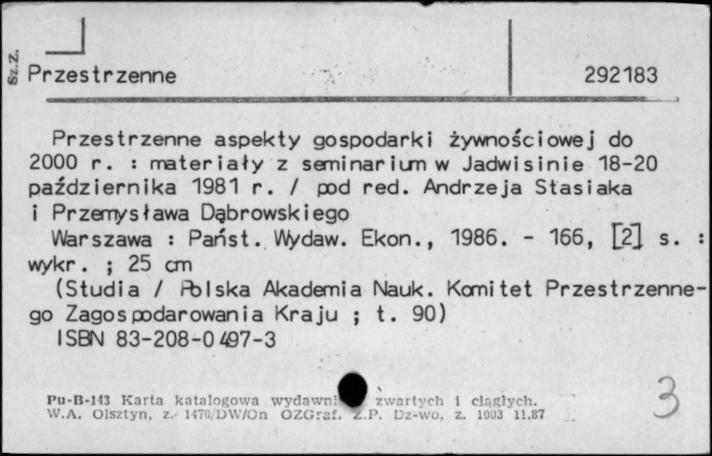 Sz.Z.
Przestrzenne 292183
Przestrzenne aspekty gospodarki żywnościowej do
2000 r. : materiały z seminarium w Jadwisinie 18-20
października 1981 r. / pod red. Andrzeja Stasiaka
i Przemysława Dąbrowskiego
Warszawa : Państ. Wydaw. Ekon., 1986. - 166, [2] s. :
wykr. ; 25 cm
(Studia / Polska Akademia Nauk. Komitet Przestrzenne-
go Zagospodarowania Kraju ; t. 90)
ISBN 83-208-0497-3
Pu-B-143 Karta katalogowa wydawni zwartych i ciągłych.
W.A. Olsztyn, z. 1470/DW/On OZGraf. Z.P. Dz-wo, z. 1003 11.87
3